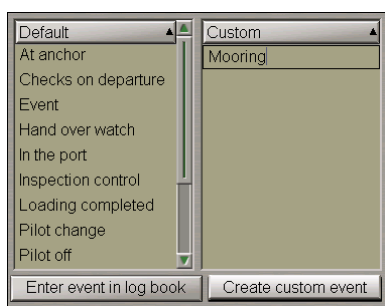 Default
At anchor
Checks on departure
Event
Hand over watch
In the port
Inspection control
Loading completed
Pilot change
Pilot off
Custom
Mooring
Enter event in log book
Create custom event